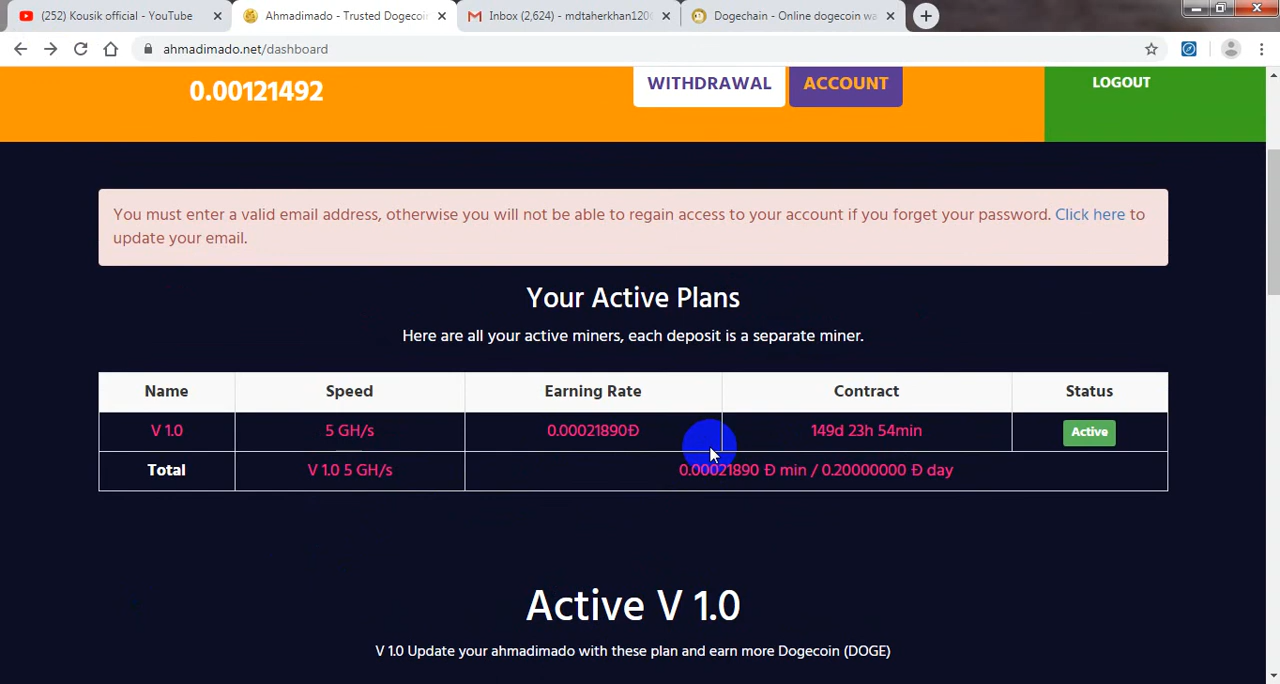 (252) Kousik official - YouTube
Ahmadimado - Trusted Dogecoin
Inbox (2,624) - mdtaherkhan120
Dogechain - Online dogecoin wa
ahmadimado.net/dashboard
0.00121492
WITHDRAWAL
ACCOUNT
LOGOUT
You must enter a valid email address, otherwise you will not be able to regain access to your account if you forget your password. Click here to
update your email.
Your Active Plans
Here are all your active miners, each deposit is a separate miner.
Name Speed Earning Rate Contract Status
V 1.0 5 GH/s 0.00021890Ð 149d 23h 54min Active
Total V 1.0 5 GH/s 0.00021890 Ð min / 0.20000000 Ð day
Active V 1.0
V 1.0 Update your ahmadimado with these plan and earn more Dogecoin (DOGE)